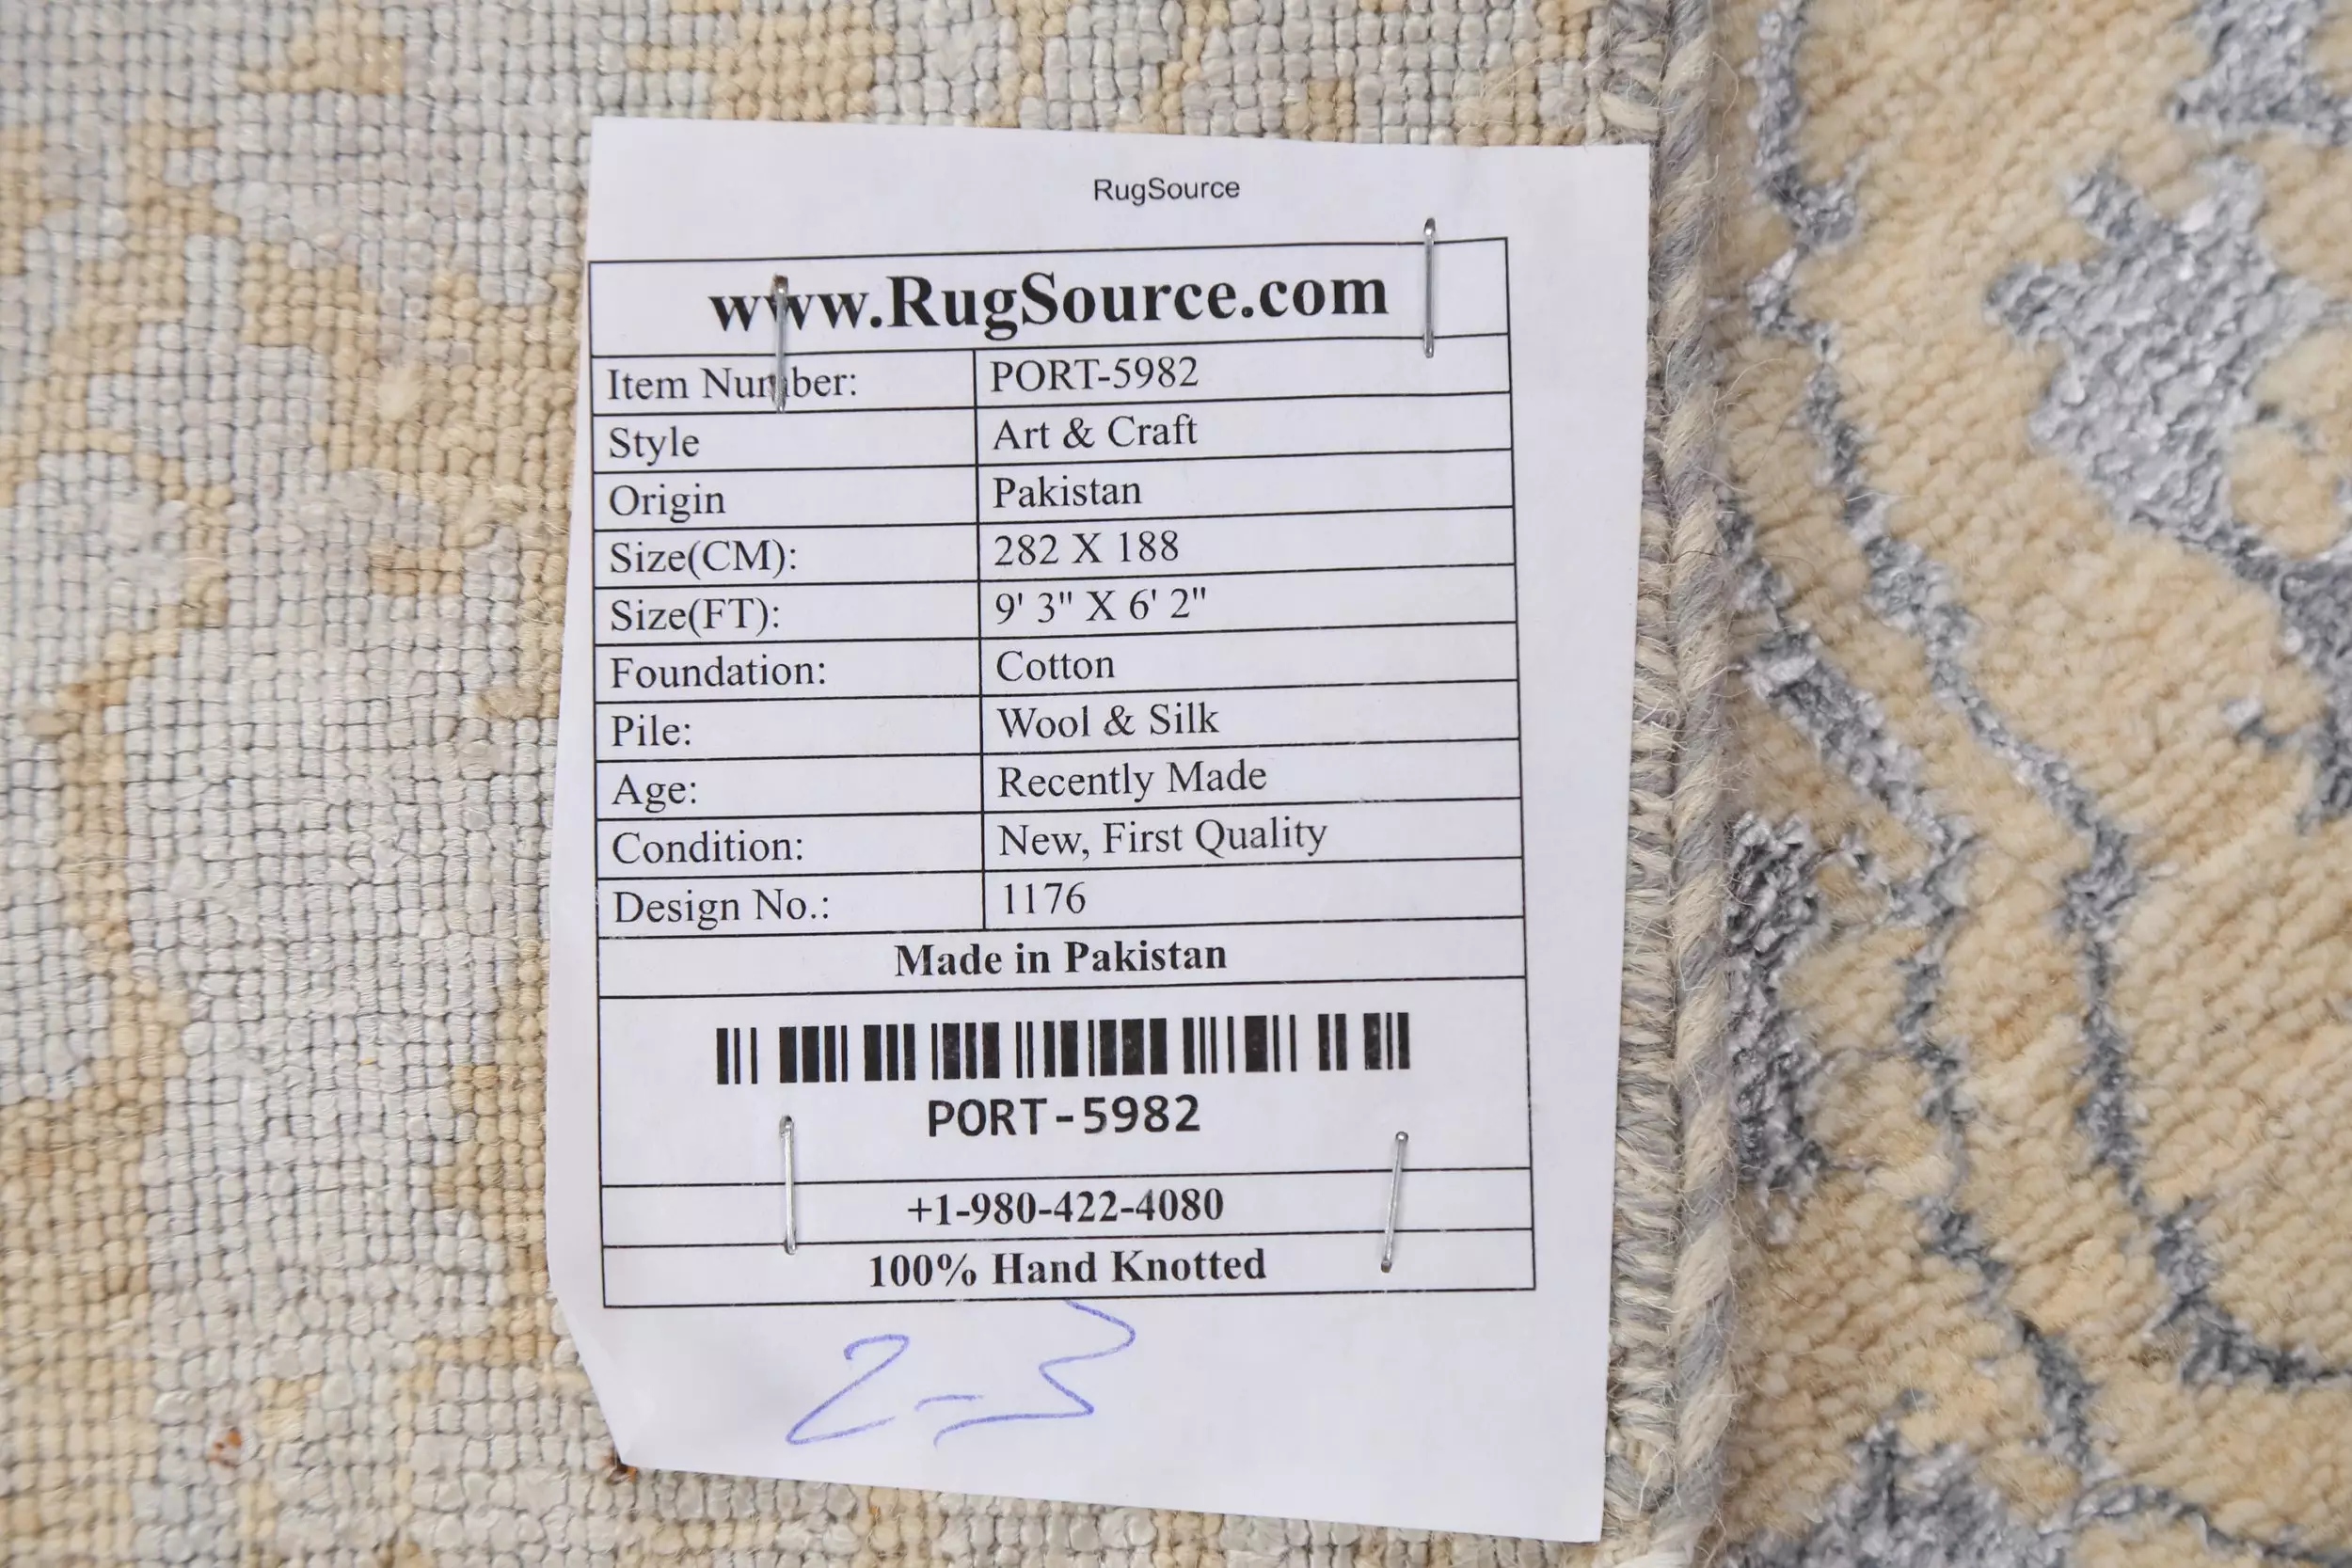 RugSource
www.RugSource.com
Item Number: PORT-5982
Style Art & Craft
Origin Pakistan
Size(CM): 282 X 188
Size(FT): 9' 3" X 6' 2"
Foundation: Cotton
Pile: Wool & Silk
Age: Recently Made
Condition: New, First Quality
Design No.: 1176
Made in Pakistan
PORT-5982
+1-980-422-4080
100% Hand Knotted
2-3